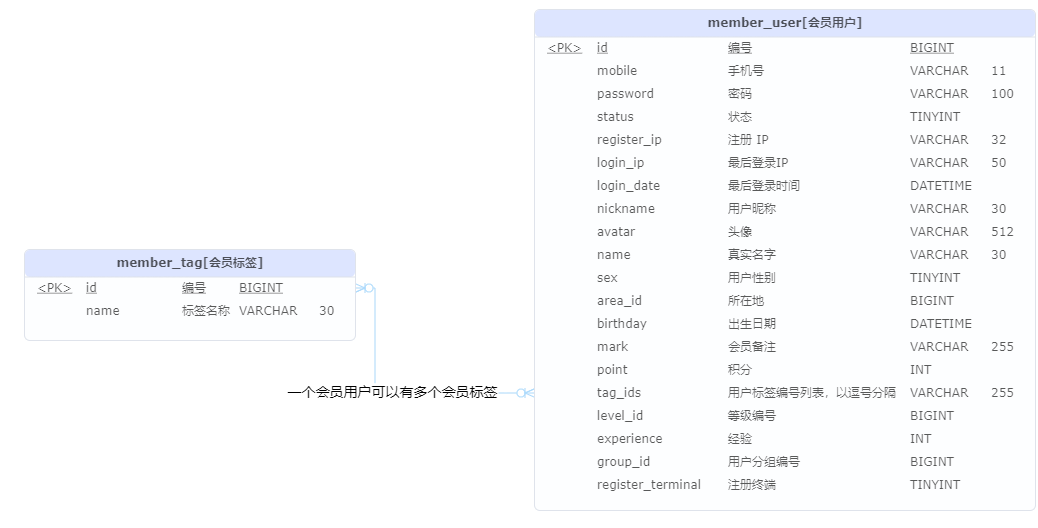 member_user[会员用户]
<PK> id 编号 BIGINT
mobile 手机号 VARCHAR 11
password 密码 VARCHAR 100
status 状态 TINYINT
register_ip 注册 IP VARCHAR 32
login_ip 最后登录IP VARCHAR 50
login_date 最后登录时间 DATETIME
nickname 用户昵称 VARCHAR 30
avatar 头像 VARCHAR 512
name 真实名字 VARCHAR 30
sex 用户性别 TINYINT
area_id 所在地 BIGINT
birthday 出生日期 DATETIME
mark 会员备注 VARCHAR 255
point 积分 INT
tag_ids 用户标签编号列表，以逗号分隔 VARCHAR 255
level_id 等级编号 BIGINT
experience 经验 INT
group_id 用户分组编号 BIGINT
register_terminal 注册终端 TINYINT
member_tag[会员标签]
<PK> id 编号 BIGINT
name 标签名称 VARCHAR 30
一个会员用户可以有多个会员标签